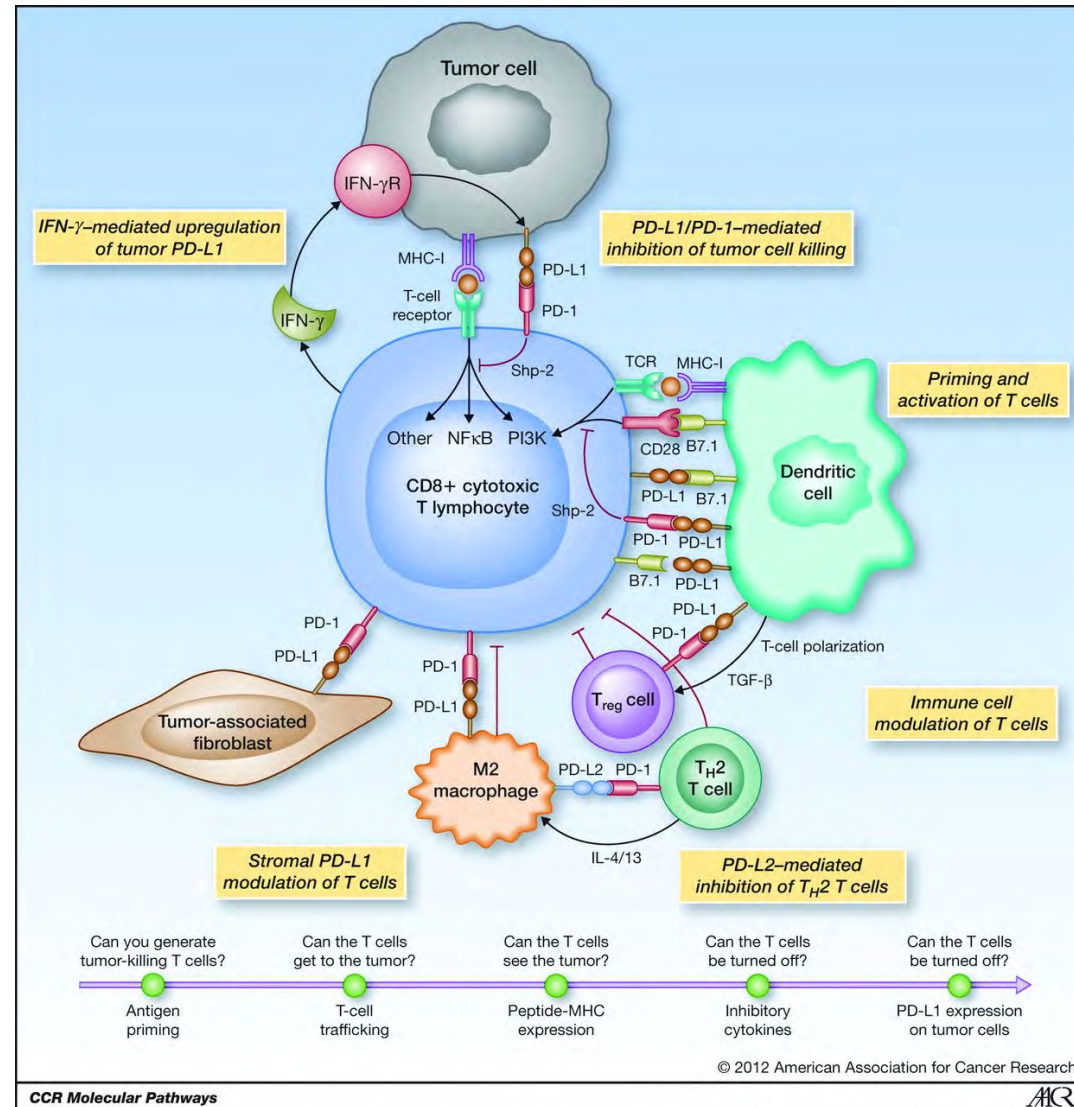 Tumor cell
IFN-γR
IFN-γ–mediated upregulation
of tumor PD-L1
PD-L1/PD-1–mediated
inhibition of tumor cell killing
MHC-I
PD-L1
T-cell
receptor
PD-1
IFN-γ
Shp-2
TCR
MHC-I
Priming and
activation of T cells
Other
NFκB
PI3K
CD28
B7.1
CD8+ cytotoxic
T lymphocyte
Dendritic
cell
PD-L1
B7.1
Shp-2
PD-1
PD-L1
B7.1
PD-L1
PD-L1
PD-1
PD-1
PD-L1
T-cell polarization
PD-1
PD-L1
TGF-β
Treg cell
Immune cell
modulation of T cells
Tumor-associated
fibroblast
M2
macrophage
PD-L2
PD-1
TH2
T cell
IL-4/13
Stromal PD-L1
modulation of T cells
PD-L2–mediated
inhibition of TH2 T cells
Can you generate
tumor-killing T cells?
Can the T cells
get to the tumor?
Can the T cells
see the tumor?
Can the T cells
be turned off?
Can the T cells
be turned off?
Antigen
priming
T-cell
trafficking
Peptide-MHC
expression
Inhibitory
cytokines
PD-L1 expression
on tumor cells
© 2012 American Association for Cancer Research
CCR Molecular Pathways
AACR